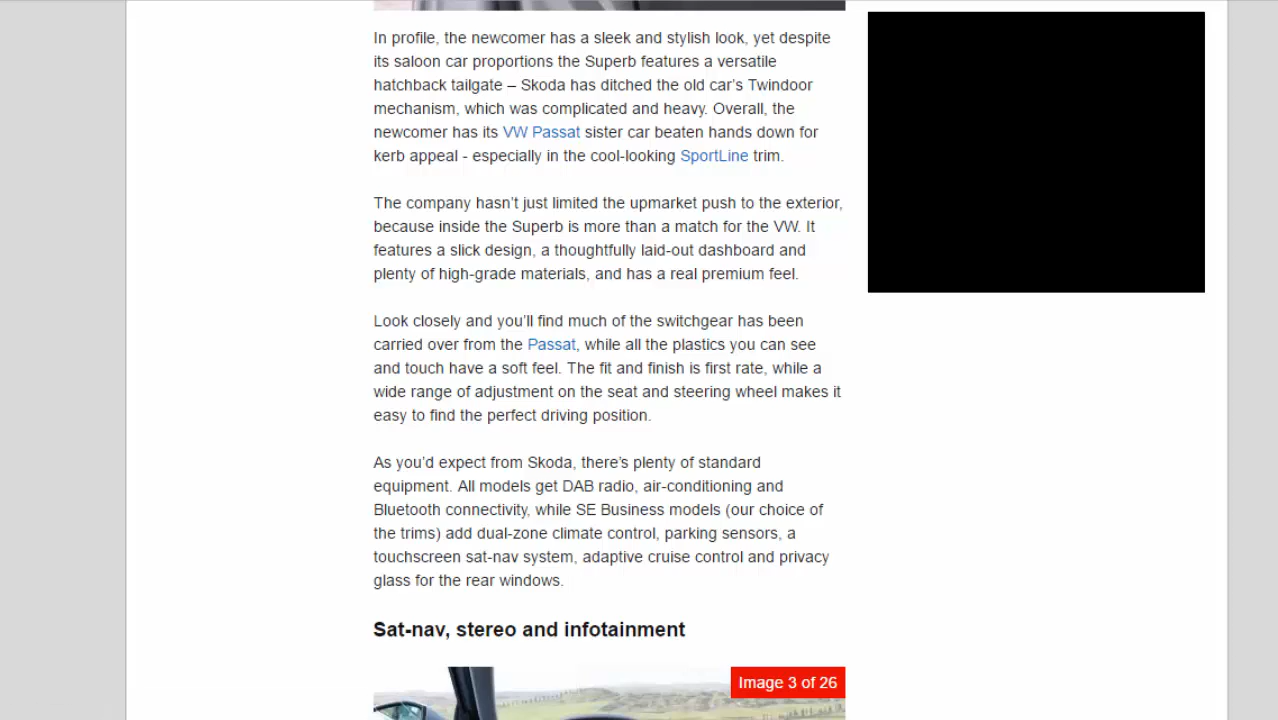 In profile, the newcomer has a sleek and stylish look, yet despite
its saloon car proportions the Superb features a versatile
hatchback tailgate – Skoda has ditched the old car’s Twindoor
mechanism, which was complicated and heavy. Overall, the
newcomer has its VW Passat sister car beaten hands down for
kerb appeal - especially in the cool-looking SportLine trim.
The company hasn’t just limited the upmarket push to the exterior,
because inside the Superb is more than a match for the VW. It
features a slick design, a thoughtfully laid-out dashboard and
plenty of high-grade materials, and has a real premium feel.
Look closely and you’ll find much of the switchgear has been
carried over from the Passat, while all the plastics you can see
and touch have a soft feel. The fit and finish is first rate, while a
wide range of adjustment on the seat and steering wheel makes it
easy to find the perfect driving position.
As you’d expect from Skoda, there’s plenty of standard
equipment. All models get DAB radio, air-conditioning and
Bluetooth connectivity, while SE Business models (our choice of
the trims) add dual-zone climate control, parking sensors, a
touchscreen sat-nav system, adaptive cruise control and privacy
glass for the rear windows.
Sat-nav, stereo and infotainment
Image 3 of 26